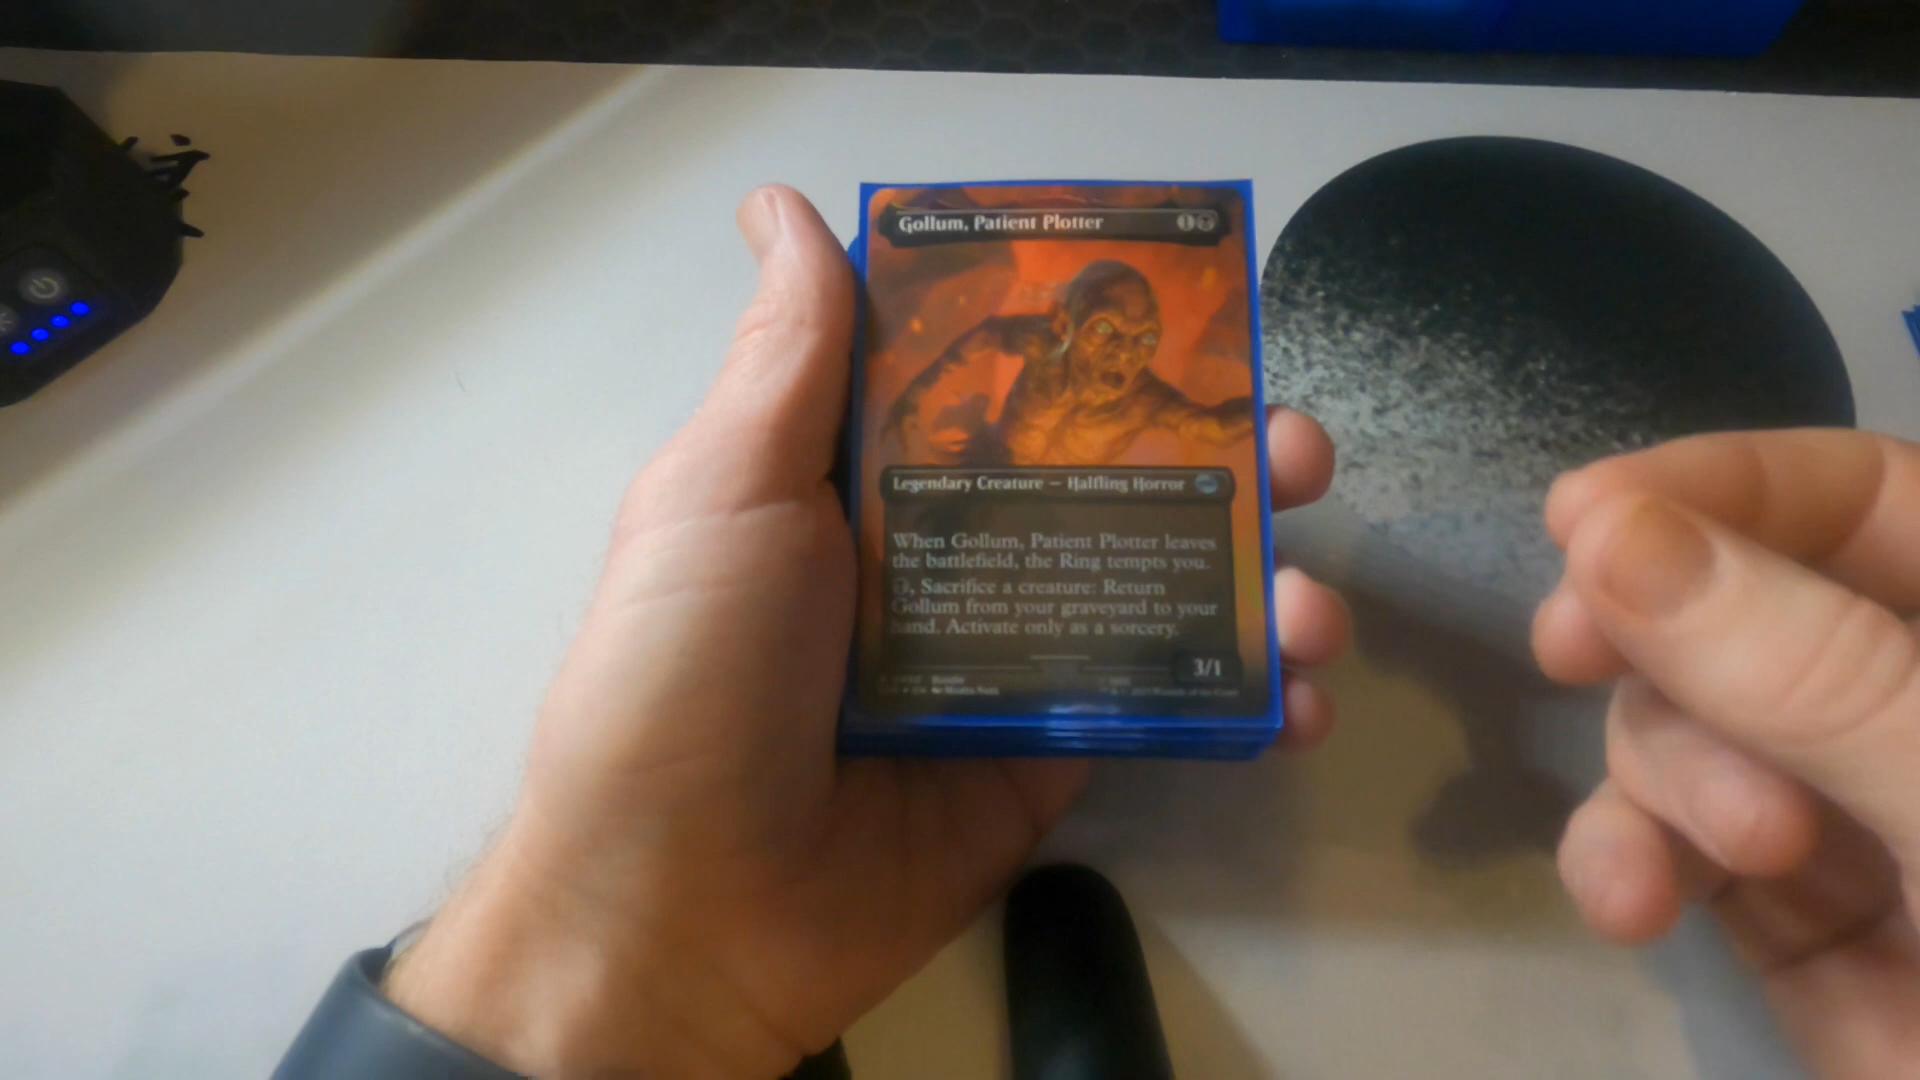 Gollum, Patient Plotter 1
Legendary Creature — Halfling Horror
When Gollum, Patient Plotter leaves
the battlefield, the Ring tempts you.
, Sacrifice a creature: Return
Gollum from your graveyard to your
hand. Activate only as a sorcery.
3/1